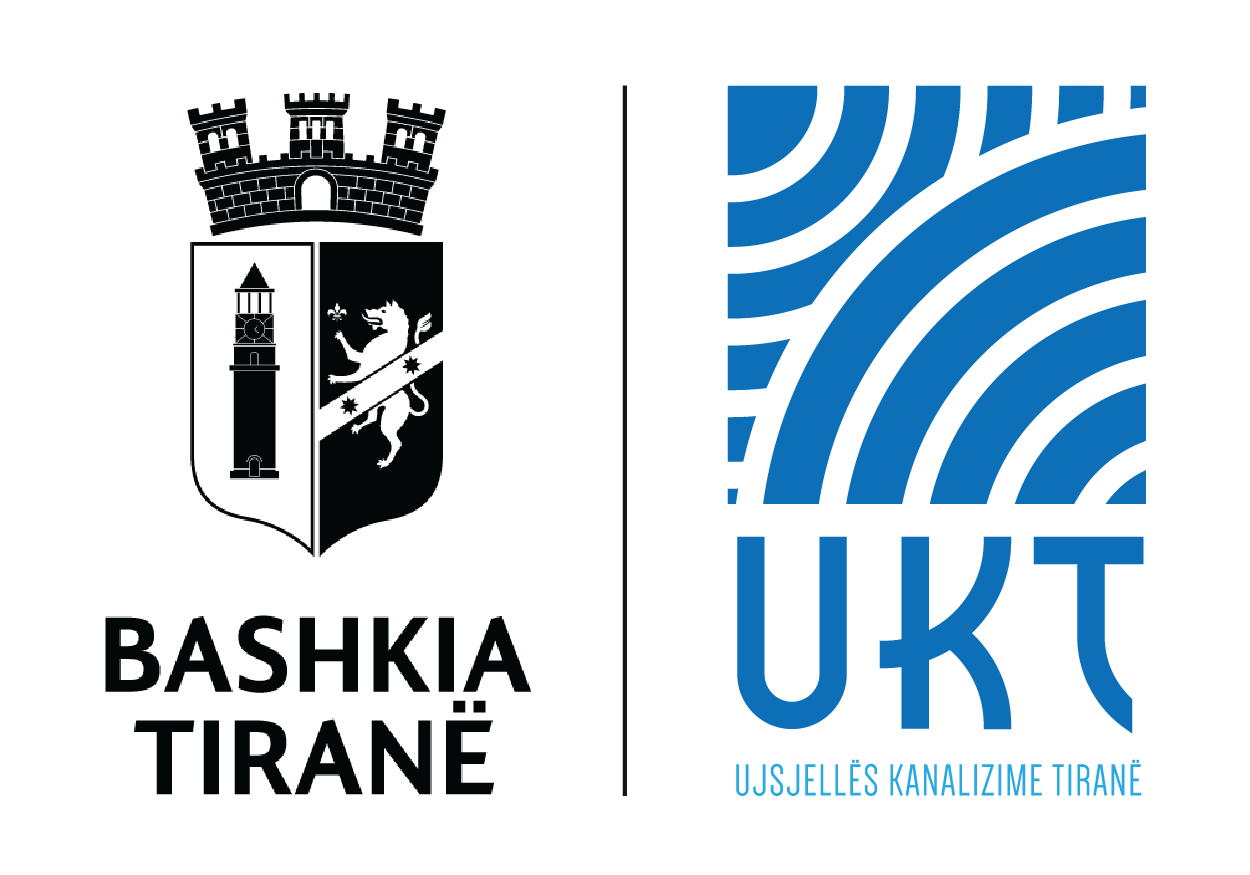 BASHKIA
TIRANË
UKT
UJSJELLËS KANALIZIME TIRANË